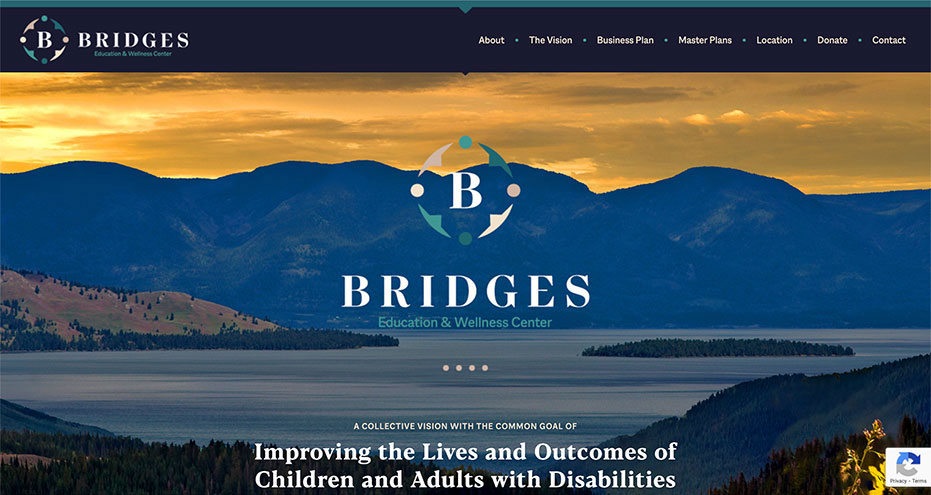 B BRIDGES
Education & Wellness Center
About • The Vision • Business Plan • Master Plans • Location • Donate • Contact
B
BRIDGES
Education & Wellness Center
A COLLECTIVE VISION WITH THE COMMON GOAL OF
Improving the Lives and Outcomes of
Children and Adults with Disabilities
Privacy - Terms